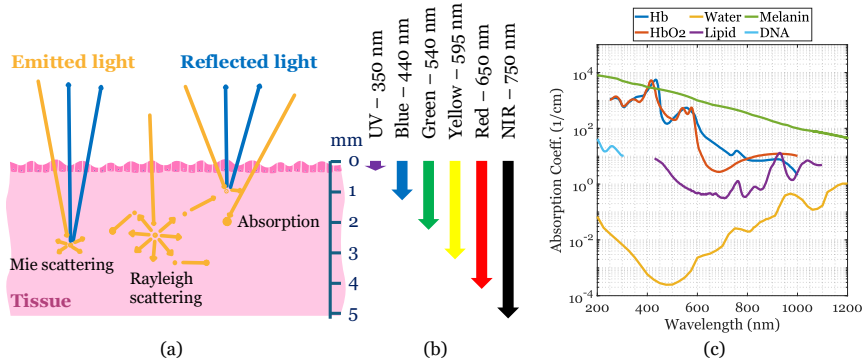 Emitted light
Reflected light
Mie scattering
Rayleigh
scattering
Absorption
Tissue
mm
0
1
2
3
4
5
(a)
UV – 350 nm
Blue – 440 nm
Green – 540 nm
Yellow – 595 nm
Red – 650 nm
NIR – 750 nm
(b)
Hb
Water
Melanin
HbO2
Lipid
DNA
Absorption Coeff. (1/cm)
10^4
10^2
10^0
10^-2
10^-4
200
400
600
800
1000
1200
Wavelength (nm)
(c)